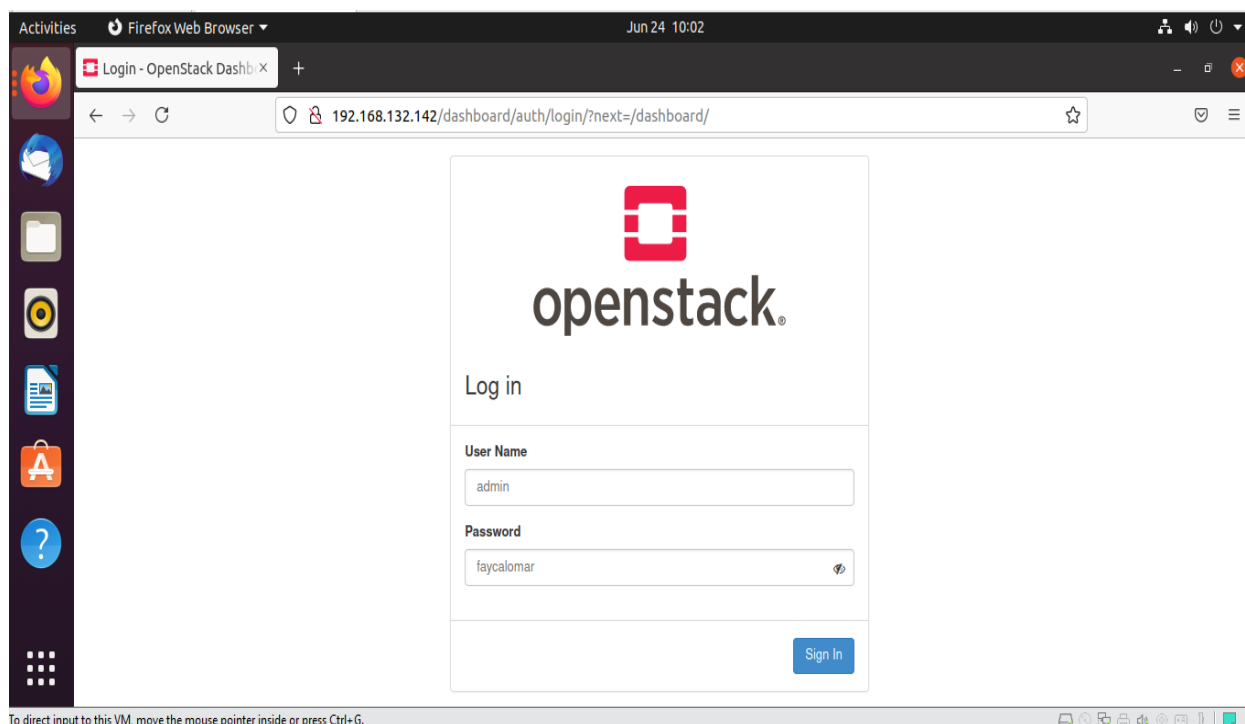 Activities Firefox Web Browser Jun 24 10:02
Login - OpenStack Dashb
192.168.132.142/dashboard/auth/login/?next=/dashboard/
openstack.
Log in
User Name
admin
Password
faycalomar
Sign In
To direct input to this VM, move the mouse pointer inside or press Ctrl+G.